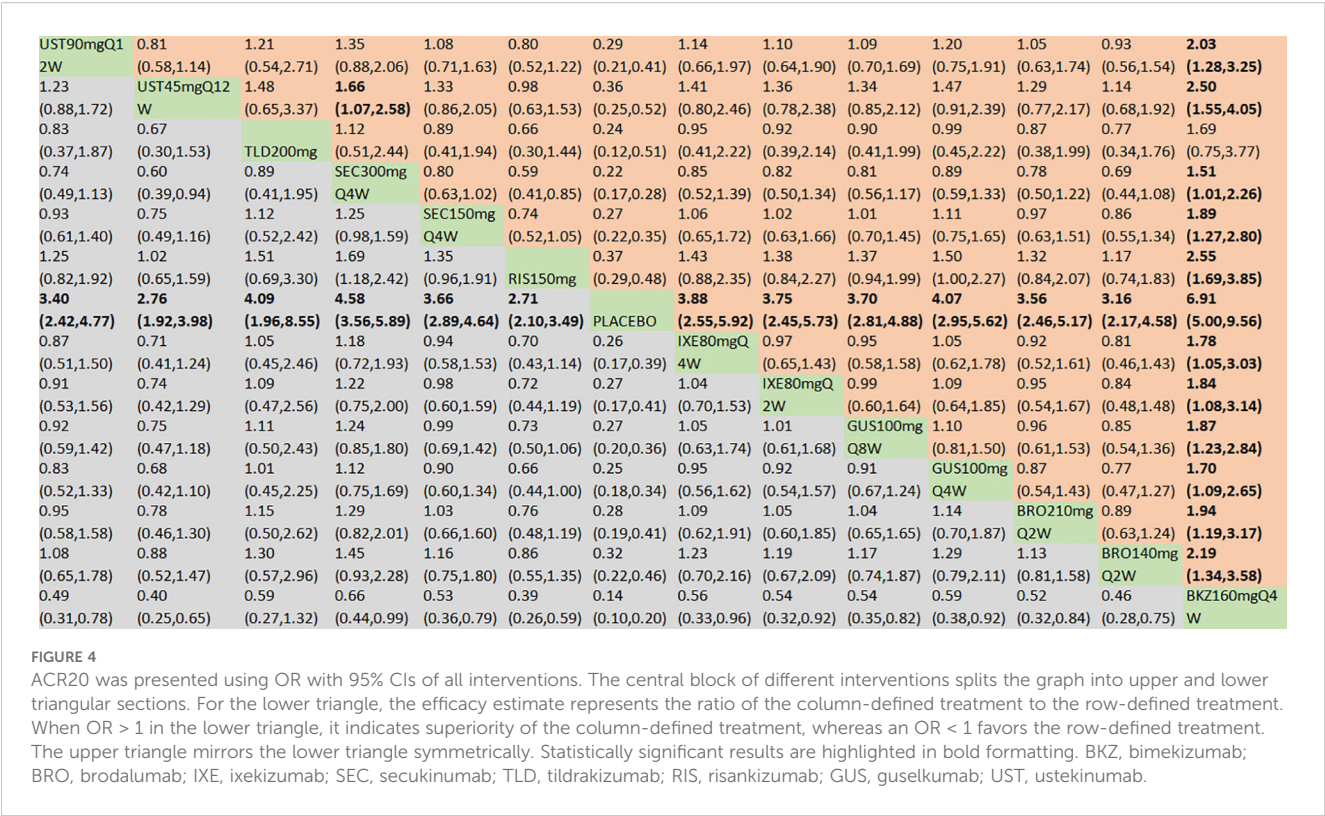 UST90mgQ1 0.81 1.21 1.35 1.08 0.80 0.29 1.14 1.10 1.09 1.20 1.05 0.93 2.03
2W (0.58,1.14) (0.54,2.71) (0.88,2.06) (0.71,1.63) (0.52,1.22) (0.21,0.41) (0.66,1.97) (0.64,1.90) (0.70,1.69) (0.75,1.91) (0.63,1.74) (0.56,1.54) (1.28,3.25)
1.23 UST45mgQ12 1.48 1.66 1.33 0.98 0.36 1.41 1.36 1.34 1.47 1.29 1.14 2.50
(0.88,1.72) W (0.65,3.37) (1.07,2.58) (0.86,2.05) (0.63,1.53) (0.25,0.52) (0.80,2.46) (0.78,2.38) (0.85,2.12) (0.91,2.39) (0.77,2.17) (0.68,1.92) (1.55,4.05)
0.83 0.67 1.12 0.89 0.66 0.24 0.95 0.92 0.90 0.99 0.87 0.77 1.69
(0.37,1.87) (0.30,1.53) TLD200mg (0.51,2.44) (0.41,1.94) (0.30,1.44) (0.12,0.51) (0.41,2.22) (0.39,2.14) (0.41,1.99) (0.45,2.22) (0.38,1.99) (0.34,1.76) (0.75,3.77)
0.74 0.60 0.89 SEC300mg 0.80 0.59 0.22 0.85 0.82 0.81 0.89 0.78 0.69 1.51
(0.49,1.13) (0.39,0.94) (0.41,1.95) Q4W (0.63,1.02) (0.41,0.85) (0.17,0.28) (0.52,1.39) (0.50,1.34) (0.56,1.17) (0.59,1.33) (0.50,1.22) (0.44,1.08) (1.01,2.26)
0.93 0.75 1.12 1.25 SEC150mg 0.74 0.27 1.06 1.02 1.01 1.11 0.97 0.86 1.89
(0.61,1.40) (0.49,1.16) (0.52,2.42) (0.98,1.59) Q4W (0.52,1.05) (0.22,0.35) (0.65,1.72) (0.63,1.66) (0.70,1.45) (0.75,1.65) (0.63,1.51) (0.55,1.34) (1.27,2.80)
1.25 1.02 1.51 1.69 1.35 0.37 1.43 1.38 1.37 1.50 1.32 1.17 2.55
(0.82,1.92) (0.65,1.59) (0.69,3.30) (1.18,2.42) (0.96,1.91) RIS150mg (0.29,0.48) (0.88,2.35) (0.84,2.27) (0.94,1.99) (1.00,2.27) (0.84,2.07) (0.74,1.83) (1.69,3.85)
3.40 2.76 4.09 4.58 3.66 2.71 3.88 3.75 3.70 4.07 3.56 3.16 6.91
(2.42,4.77) (1.92,3.98) (1.96,8.55) (3.56,5.89) (2.89,4.64) (2.10,3.49) PLACEBO (2.55,5.92) (2.45,5.73) (2.81,4.88) (2.95,5.62) (2.46,5.17) (2.17,4.58) (5.00,9.56)
0.87 0.71 1.05 1.18 0.94 0.70 0.26 IXE80mgQ 0.97 0.95 1.05 0.92 0.81 1.78
(0.51,1.50) (0.41,1.24) (0.45,2.46) (0.72,1.93) (0.58,1.53) (0.43,1.14) (0.17,0.39) 4W (0.65,1.43) (0.58,1.58) (0.62,1.78) (0.52,1.61) (0.46,1.43) (1.05,3.03)
0.91 0.74 1.09 1.22 0.98 0.72 0.27 1.04 IXE80mgQ 0.99 1.09 0.95 0.84 1.84
(0.53,1.56) (0.42,1.29) (0.47,2.56) (0.75,2.00) (0.60,1.59) (0.44,1.19) (0.17,0.41) (0.70,1.53) 2W (0.60,1.64) (0.64,1.85) (0.54,1.67) (0.48,1.48) (1.08,3.14)
0.92 0.75 1.11 1.24 0.99 0.73 0.27 1.05 1.01 GUS100mg 1.10 0.96 0.85 1.87
(0.59,1.42) (0.47,1.18) (0.50,2.43) (0.85,1.80) (0.69,1.42) (0.50,1.06) (0.20,0.36) (0.63,1.74) (0.61,1.68) Q8W (0.81,1.50) (0.61,1.53) (0.54,1.36) (1.23,2.84)
0.83 0.68 1.01 1.12 0.90 0.66 0.25 0.95 0.92 0.91 GUS100mg 0.87 0.77 1.70
(0.52,1.33) (0.42,1.10) (0.45,2.25) (0.75,1.69) (0.60,1.34) (0.44,1.00) (0.18,0.34) (0.56,1.62) (0.54,1.57) (0.67,1.24) Q4W (0.54,1.43) (0.47,1.27) (1.09,2.65)
0.95 0.78 1.15 1.29 1.03 0.76 0.28 1.09 1.05 1.04 1.14 BRO210mg 0.89 1.94
(0.58,1.58) (0.46,1.30) (0.50,2.62) (0.82,2.01) (0.66,1.60) (0.48,1.19) (0.19,0.41) (0.62,1.91) (0.60,1.85) (0.65,1.65) (0.70,1.87) Q2W (0.63,1.24) (1.19,3.17)
1.08 0.88 1.30 1.45 1.16 0.86 0.32 1.23 1.19 1.17 1.29 1.13 BRO140mg 2.19
(0.65,1.78) (0.52,1.47) (0.57,2.96) (0.93,2.28) (0.75,1.80) (0.55,1.35) (0.22,0.46) (0.70,2.16) (0.67,2.09) (0.74,1.87) (0.79,2.11) (0.81,1.58) Q2W (1.34,3.58)
0.49 0.40 0.59 0.66 0.53 0.39 0.14 0.56 0.54 0.54 0.59 0.52 0.46 BKZ160mgQ4
(0.31,0.78) (0.25,0.65) (0.27,1.32) (0.44,0.99) (0.36,0.79) (0.26,0.59) (0.10,0.20) (0.33,0.96) (0.32,0.92) (0.35,0.82) (0.38,0.92) (0.32,0.84) (0.28,0.75) W
FIGURE 4
ACR20 was presented using OR with 95% CIs of all interventions. The central block of different interventions splits the graph into upper and lower
triangular sections. For the lower triangle, the efficacy estimate represents the ratio of the column-defined treatment to the row-defined treatment.
When OR > 1 in the lower triangle, it indicates superiority of the column-defined treatment, whereas an OR < 1 favors the row-defined treatment.
The upper triangle mirrors the lower triangle symmetrically. Statistically significant results are highlighted in bold formatting. BKZ, bimekizumab;
BRO, brodalumab; IXE, ixekizumab; SEC, secukinumab; TLD, tildrakizumab; RIS, risankizumab; GUS, guselkumab; UST, ustekinumab.